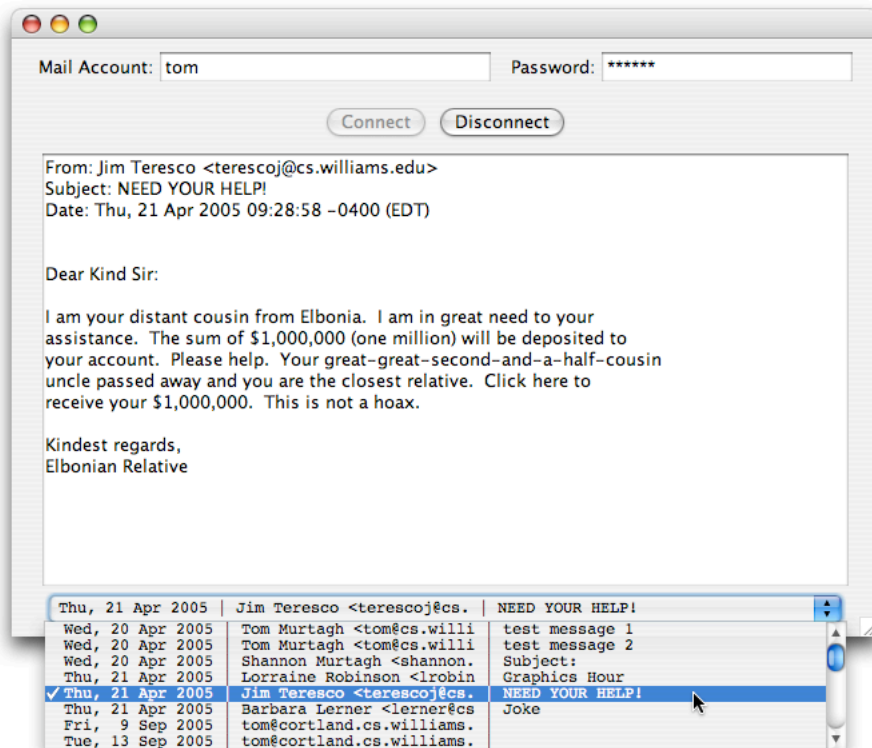 Mail Account: tom Password: ******
Connect Disconnect
From: Jim Teresco <terescoj@cs.williams.edu>
Subject: NEED YOUR HELP!
Date: Thu, 21 Apr 2005 09:28:58 -0400 (EDT)
Dear Kind Sir:
I am your distant cousin from Elbonia.  I am in great need to your
assistance.  The sum of $1,000,000 (one million) will be deposited to
your account.  Please help.  Your great-great-second-and-a-half-cousin
uncle passed away and you are the closest relative.  Click here to
receive your $1,000,000.  This is not a hoax.
Kindest regards,
Elbonian Relative
Thu, 21 Apr 2005 | Jim Teresco <terescoj@cs. | NEED YOUR HELP!
Wed, 20 Apr 2005 | Tom Murtagh <tom@cs.willi | test message 1
Wed, 20 Apr 2005 | Tom Murtagh <tom@cs.willi | test message 2
Wed, 20 Apr 2005 | Shannon Murtagh <shannon. | Subject:
Thu, 21 Apr 2005 | Lorraine Robinson <lrobin | Graphics Hour
✓ Thu, 21 Apr 2005 | Jim Teresco <terescoj@cs. | NEED YOUR HELP!
Thu, 21 Apr 2005 | Barbara Lerner <lerner@cs | Joke
Fri,  9 Sep 2005 | tom@cortland.cs.williams. |
Tue, 13 Sep 2005 | tom@cortland.cs.williams. |